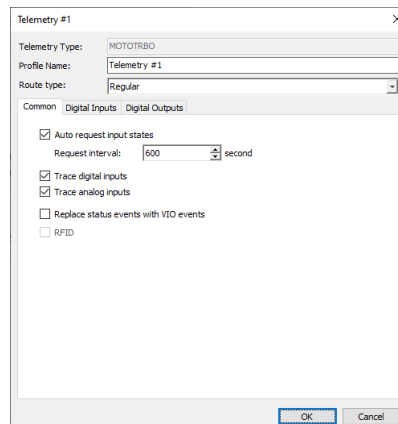 Telemetry #1
Telemetry Type: MOTOTRBO
Profile Name: Telemetry #1
Route type: Regular
Common Digital Inputs Digital Outputs
Auto request input states
Request interval: 600 second
Trace digital inputs
Trace analog inputs
Replace status events with VIO events
RFID
OK Cancel